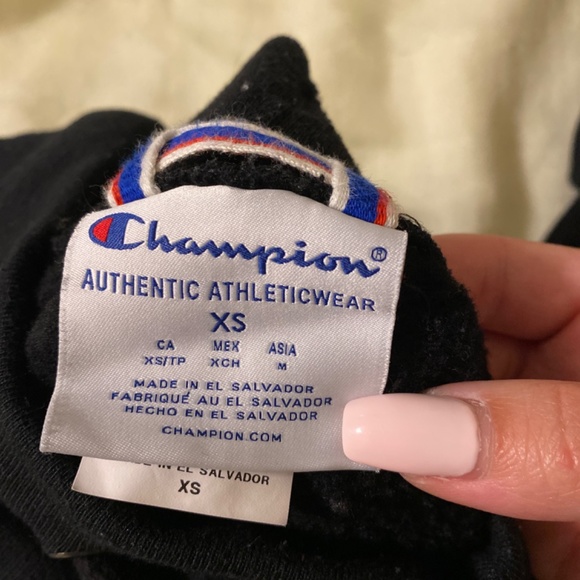 Champion®
AUTHENTIC ATHLETICWEAR
XS
CA MEX ASIA
XS/TP XCH M
MADE IN EL SALVADOR
FABRIQUÉ AU EL SALVADOR
HECHO EN EL SALVADOR
CHAMPION.COM
IN EL SALVADOR
XS